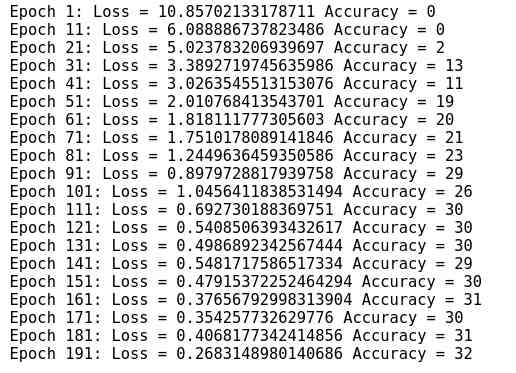 Epoch 1: Loss = 10.85702133178711 Accuracy = 0
Epoch 11: Loss = 6.088886737823486 Accuracy = 0
Epoch 21: Loss = 5.023783206939697 Accuracy = 2
Epoch 31: Loss = 3.3892719745635986 Accuracy = 13
Epoch 41: Loss = 3.0263545513153076 Accuracy = 11
Epoch 51: Loss = 2.010768413543701 Accuracy = 19
Epoch 61: Loss = 1.818111777305603 Accuracy = 20
Epoch 71: Loss = 1.7510178089141846 Accuracy = 21
Epoch 81: Loss = 1.2449636459350586 Accuracy = 23
Epoch 91: Loss = 0.8979728817939758 Accuracy = 29
Epoch 101: Loss = 1.0456411838531494 Accuracy = 26
Epoch 111: Loss = 0.692730188369751 Accuracy = 30
Epoch 121: Loss = 0.5408506393432617 Accuracy = 30
Epoch 131: Loss = 0.4986892342567444 Accuracy = 30
Epoch 141: Loss = 0.5481717586517334 Accuracy = 29
Epoch 151: Loss = 0.47915372252464294 Accuracy = 30
Epoch 161: Loss = 0.37656792998313904 Accuracy = 31
Epoch 171: Loss = 0.354257732629776 Accuracy = 30
Epoch 181: Loss = 0.4068177342414856 Accuracy = 31
Epoch 191: Loss = 0.2683148980140686 Accuracy = 32